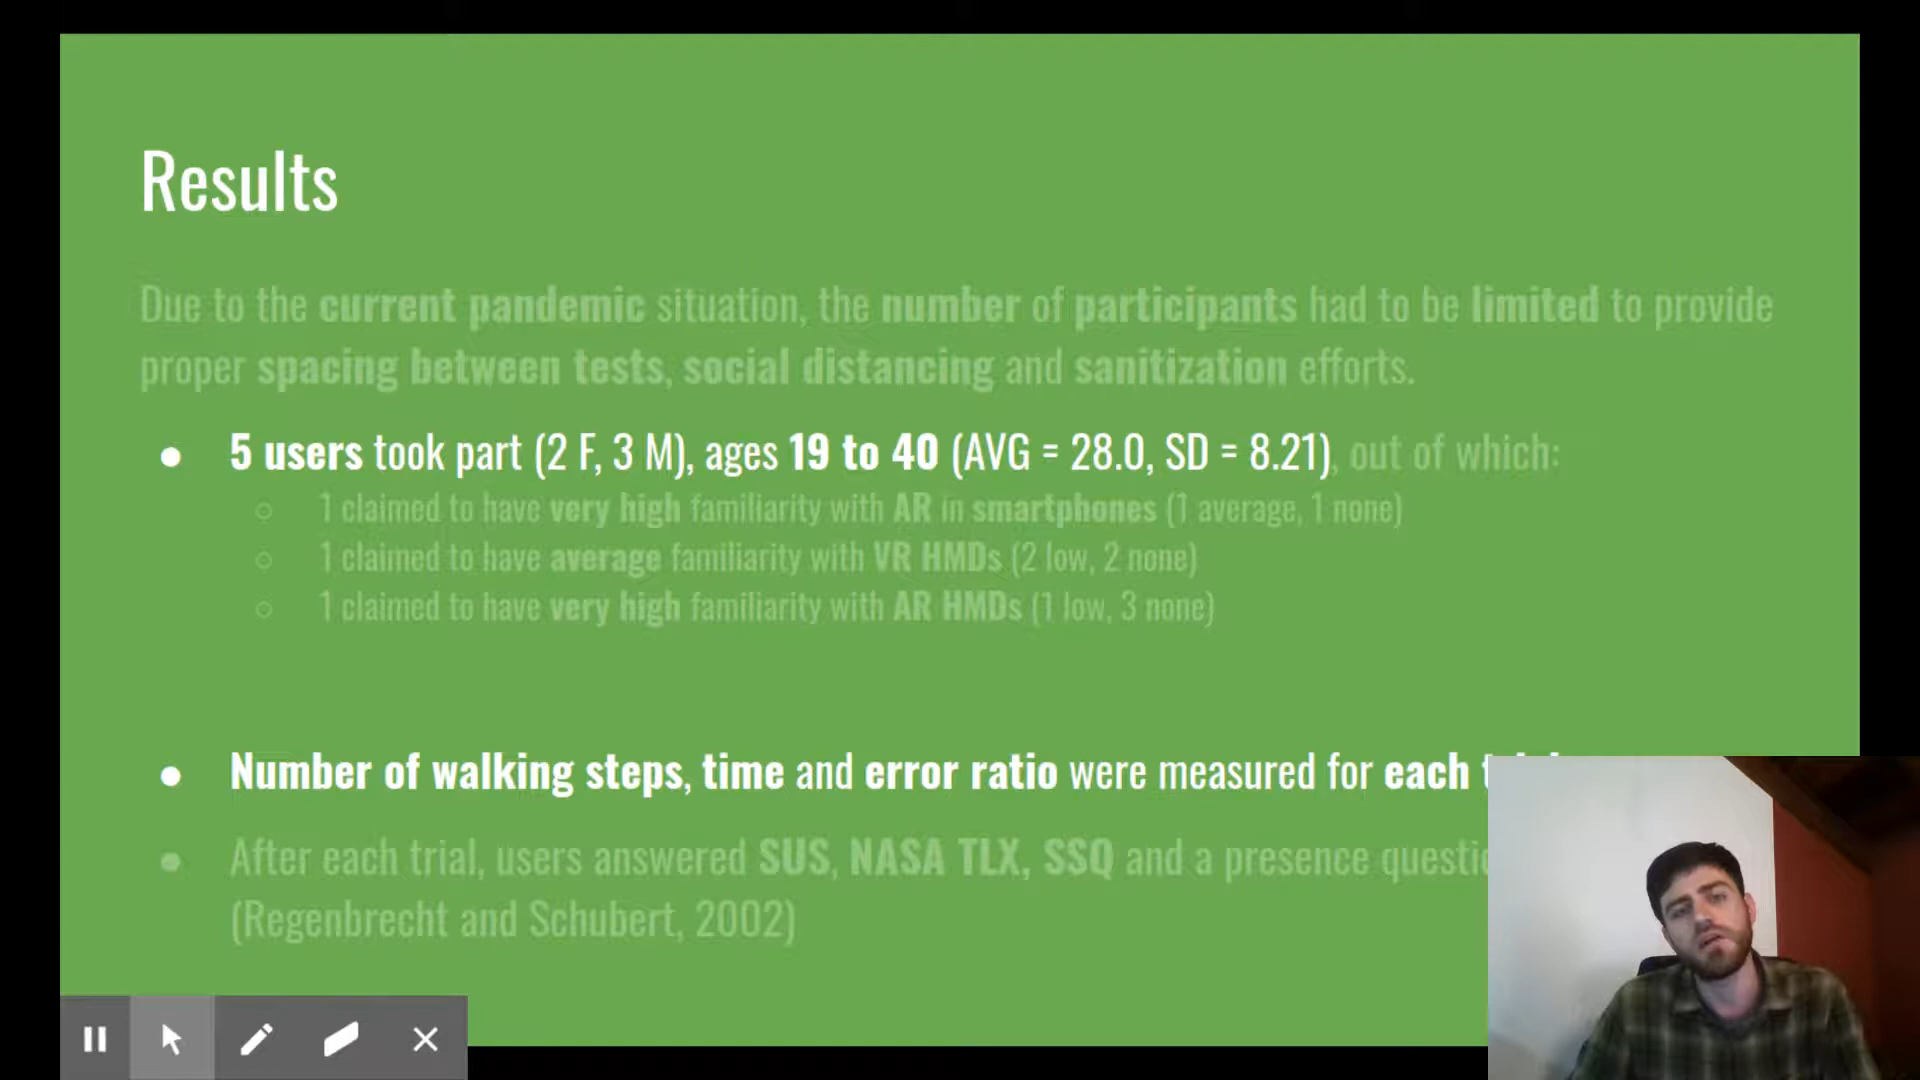 Results
Due to the current pandemic situation, the number of participants had to be limited to provide
proper spacing between tests, social distancing and sanitization efforts.
● 5 users took part (2 F, 3 M), ages 19 to 40 (AVG = 28.0, SD = 8.21), out of which:
○ 1 claimed to have very high familiarity with AR in smartphones (1 average, 1 none)
○ 1 claimed to have average familiarity with VR HMDs (2 low, 2 none)
○ 1 claimed to have very high familiarity with AR HMDs (1 low, 3 none)
● Number of walking steps, time and error ratio were measured for each
● After each trial, users answered SUS, NASA TLX, SSQ and a presence
(Regenbrecht and Schubert, 2002)